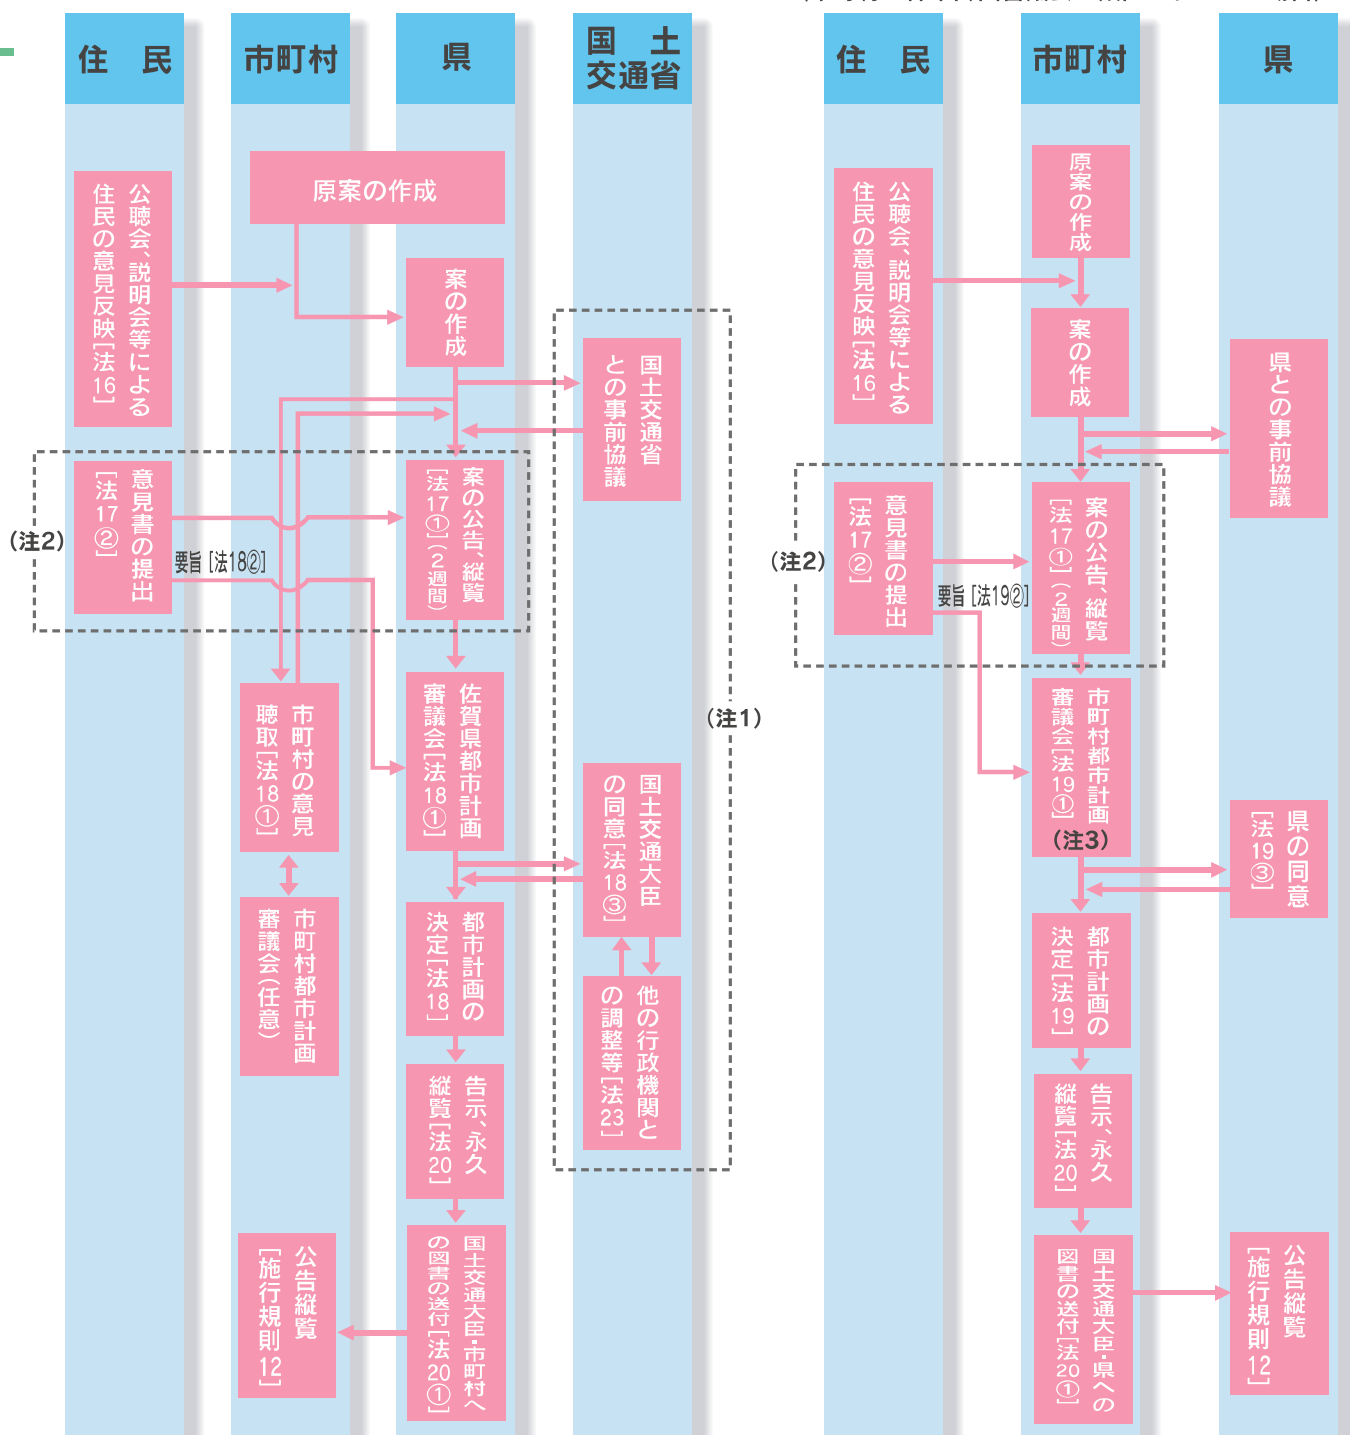 住 民
市町村
県
国 土
交通省
原案の作成
公聴会、説明会等による
住民の意見反映[法16]
案の作成
国土交通省
との事前協議
意見書の提出
[法17②]
(注2)
要旨 [法18②]
案の公告、縦覧
[法17①](2週間)
市町村の意見
聴取[法18①]
佐賀県都市計画
審議会[法18①]
(注1)
国土交通大臣
の同意[法18③]
市町村都市計画
審議会(任意)
都市計画の
決定[法18]
他の行政機関と
の調整等[法23]
告示、永久
縦覧[法20]
国土交通大臣・市町村へ
の図書の送付[法20①]
公告縦覧
[施行規則12]
住 民
市町村
県
原案の作成
公聴会、説明会等による
住民の意見反映[法16]
案の作成
県との事前協議
意見書の提出
[法17②]
(注2)
要旨 [法19②]
案の公告、縦覧
[法17①](2週間)
市町村都市計画
審議会[法19①]
(注3)
県の同意
[法19③]
都市計画の
決定[法19]
告示、永久
縦覧[法20]
国土交通大臣・県への
図書の送付[法20①]
公告縦覧
[施行規則12]